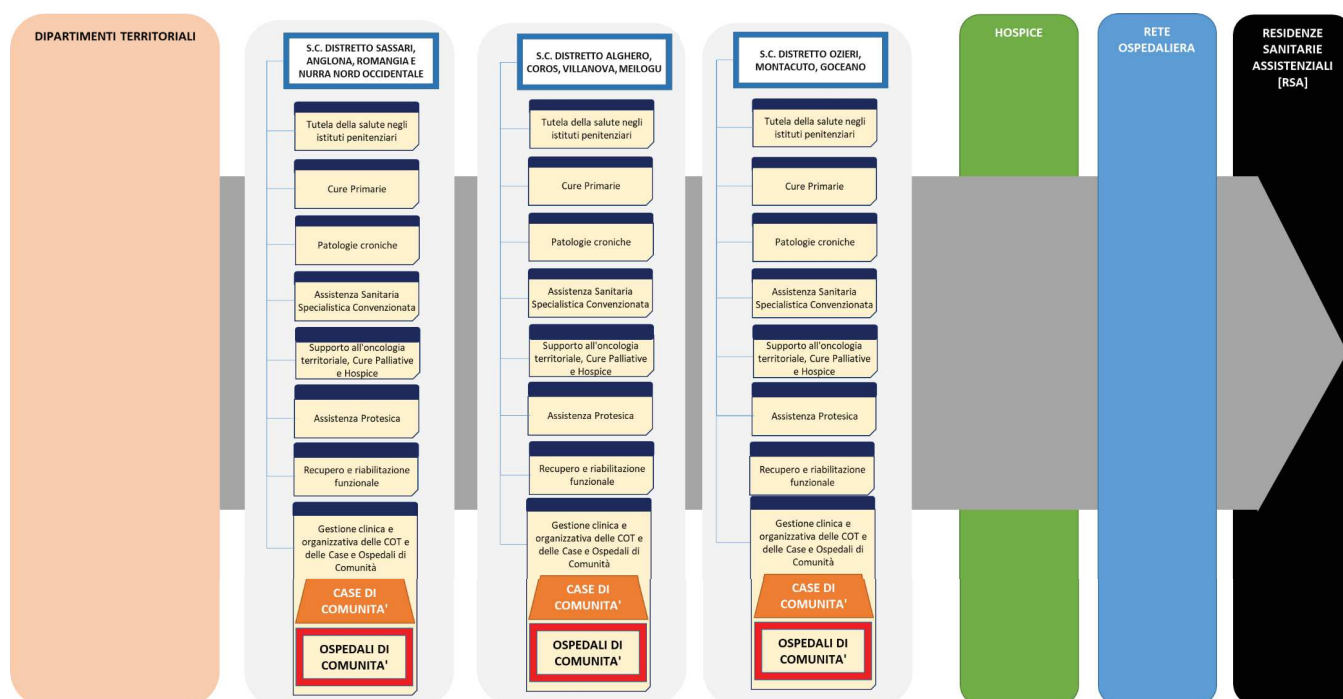 DIPARTIMENTI TERRITORIALI
S.C. DISTRETTO SASSARI,
ANGLONA, ROMANGIA E
NURRA NORD OCCIDENTALE
Tutela della salute negli
istituti penitenziari
Cure Primarie
Patologie croniche
Assistenza Sanitaria
Specialistica Convenzionata
Supporto all'oncologia
territoriale, Cure Palliative
e Hospice
Assistenza Protesica
Recupero e riabilitazione
funzionale
Gestione clinica e
organizzativa delle COT e
delle Case e Ospedali di
Comunità
CASE DI
COMUNITA'
OSPEDALI DI
COMUNITA'
S.C. DISTRETTO ALGHERO,
COROS, VILLANOVA, MEILOGU
Tutela della salute negli
istituti penitenziari
Cure Primarie
Patologie croniche
Assistenza Sanitaria
Specialistica Convenzionata
Supporto all'oncologia
territoriale, Cure Palliative
e Hospice
Assistenza Protesica
Recupero e riabilitazione
funzionale
Gestione clinica e
organizzativa delle COT e
delle Case e Ospedali di
Comunità
CASE DI
COMUNITA'
OSPEDALI DI
COMUNITA'
S.C. DISTRETTO OZIERI,
MONTACUTO, GOCEANO
Tutela della salute negli
istituti penitenziari
Cure Primarie
Patologie croniche
Assistenza Sanitaria
Specialistica Convenzionata
Supporto all'oncologia
territoriale, Cure Palliative
e Hospice
Assistenza Protesica
Recupero e riabilitazione
funzionale
Gestione clinica e
organizzativa delle COT e
delle Case e Ospedali di
Comunità
CASE DI
COMUNITA'
OSPEDALI DI
COMUNITA'
HOSPICE
RETE
OSPEDALIERA
RESIDENZE
SANITARIE
ASSISTENZIALI
[RSA]